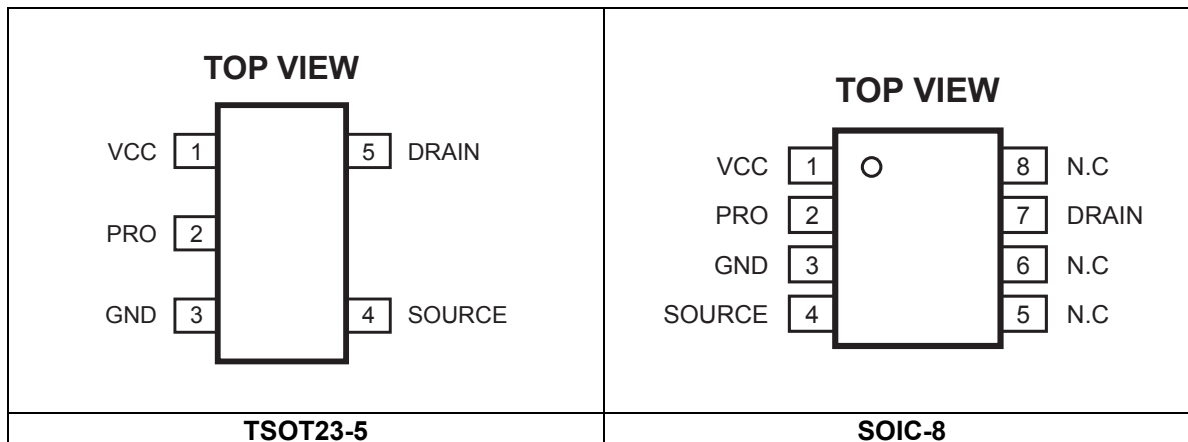 TOP VIEW
VCC 1 5 DRAIN
PRO 2
GND 3 4 SOURCE
TSOT23-5
TOP VIEW
VCC 1 8 N.C
PRO 2 7 DRAIN
GND 3 6 N.C
SOURCE 4 5 N.C
SOIC-8